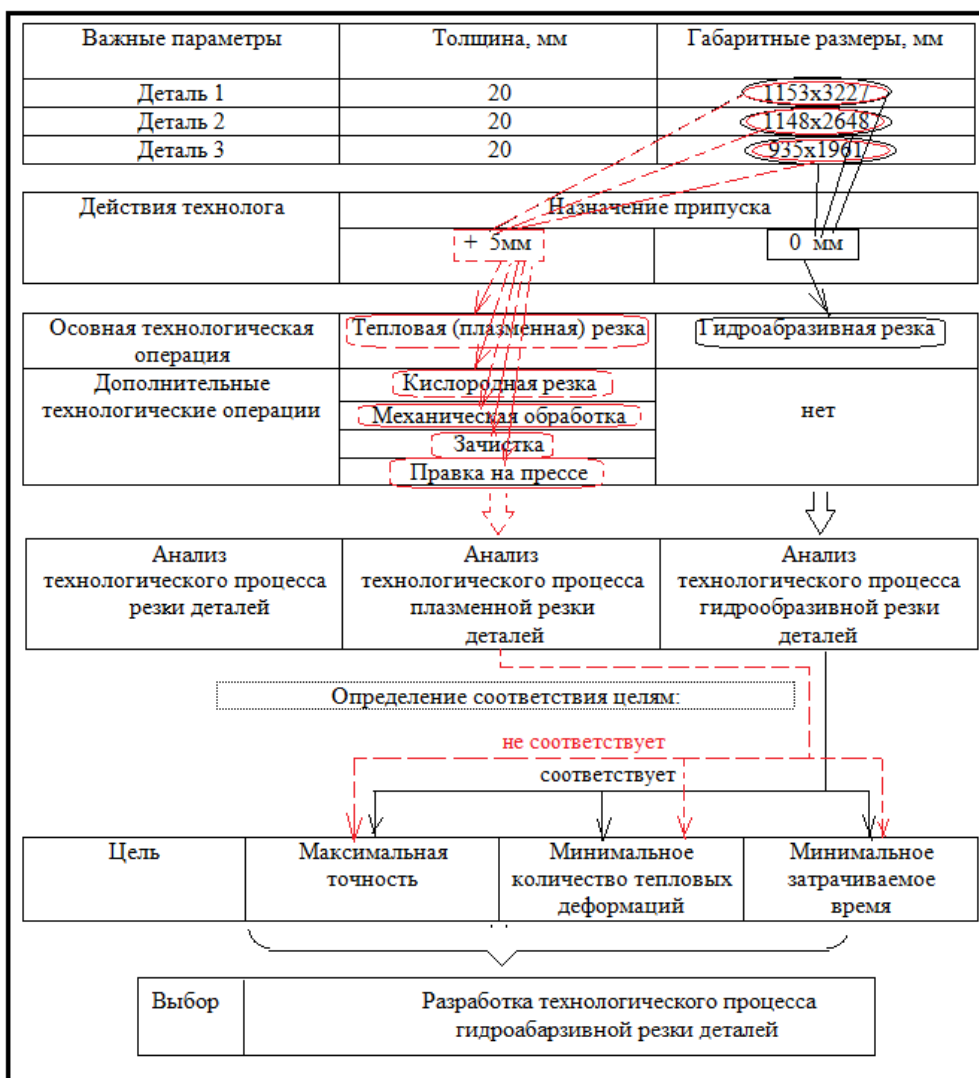 Важные параметры Толщина, мм Габаритные размеры, мм
Деталь 1 20 1153х3227
Деталь 2 20 1148х2648
Деталь 3 20 935х1961
Действия технолога Назначение припуска
+ 5мм 0 мм
Осовная технологическая Тепловая (плазменная) резка Гидроабразивная резка
операция
Дополнительные Кислородная резка
технологические операции Механическая обработка нет
Зачистка
Правка на прессе
Анализ Анализ Анализ
технологического процесса технологического процесса технологического процесса
резки деталей плазменной резки гидрообразивной резки
деталей деталей
Определение соответствия целям:
не соответствует
соответствует
Цель Максимальная Минимальное Минимальное
точность количество тепловых затрачиваемое
деформаций время
Выбор Разработка технологического процесса
гидроабарзивной резки деталей